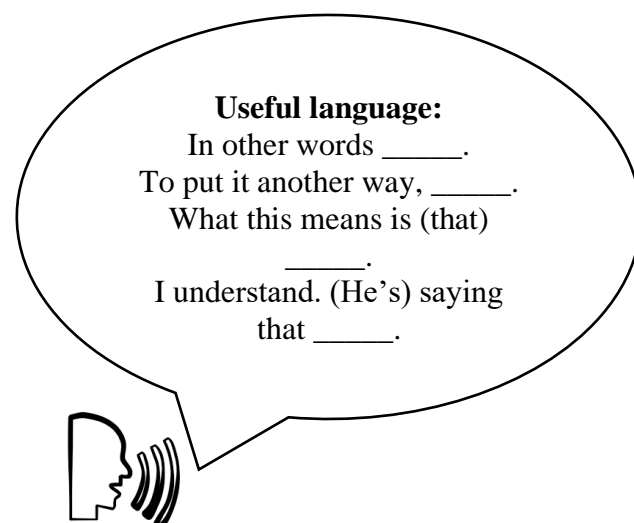 Useful language:
In other words _____.
To put it another way, _____.
What this means is (that)
_____.
I understand. (He’s) saying
that _____.